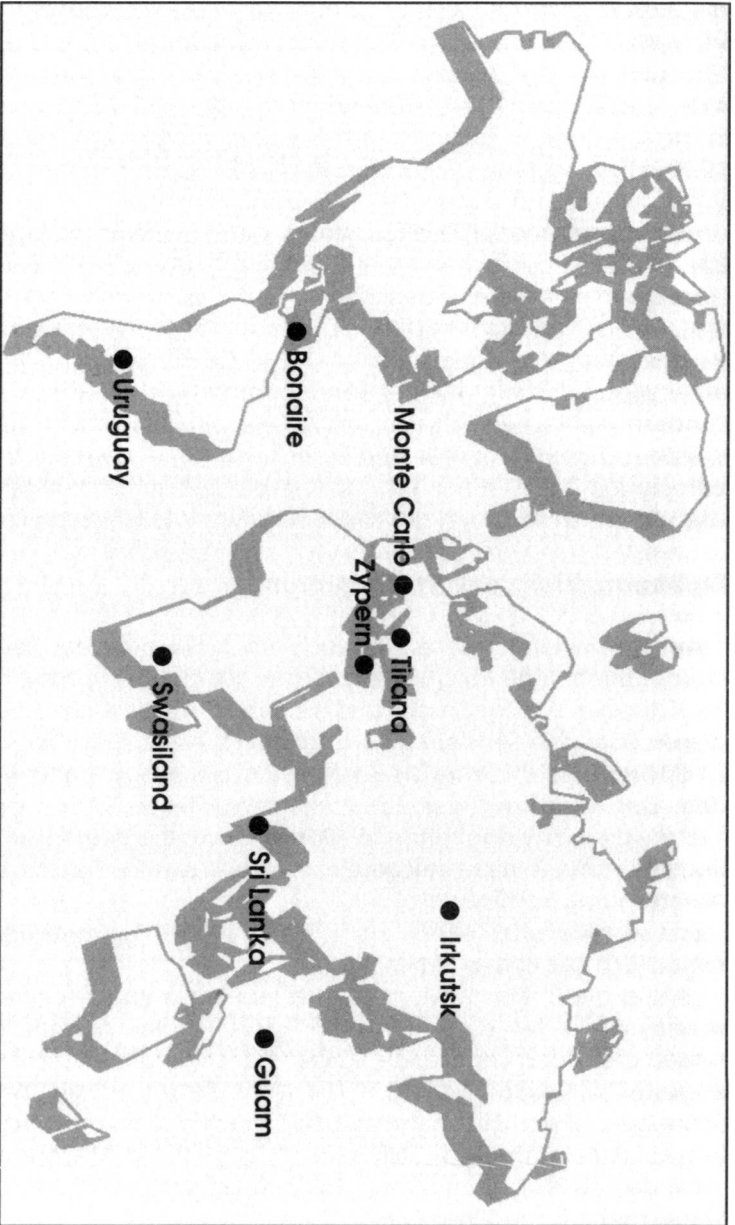 Monte Carlo
Tirana
Zypern
Irkutsk
Bonaire
Sri Lanka
Guam
Swasiland
Uruguay